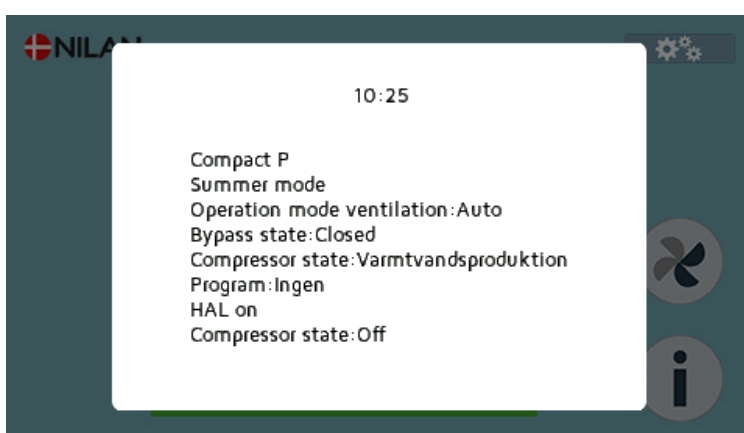 NILAN
10:25
Compact P
Summer mode
Operation mode ventilation:Auto
Bypass state:Closed
Compressor state:Varmtvandsproduktion
Program:Ingen
HAL on
Compressor state:Off
i